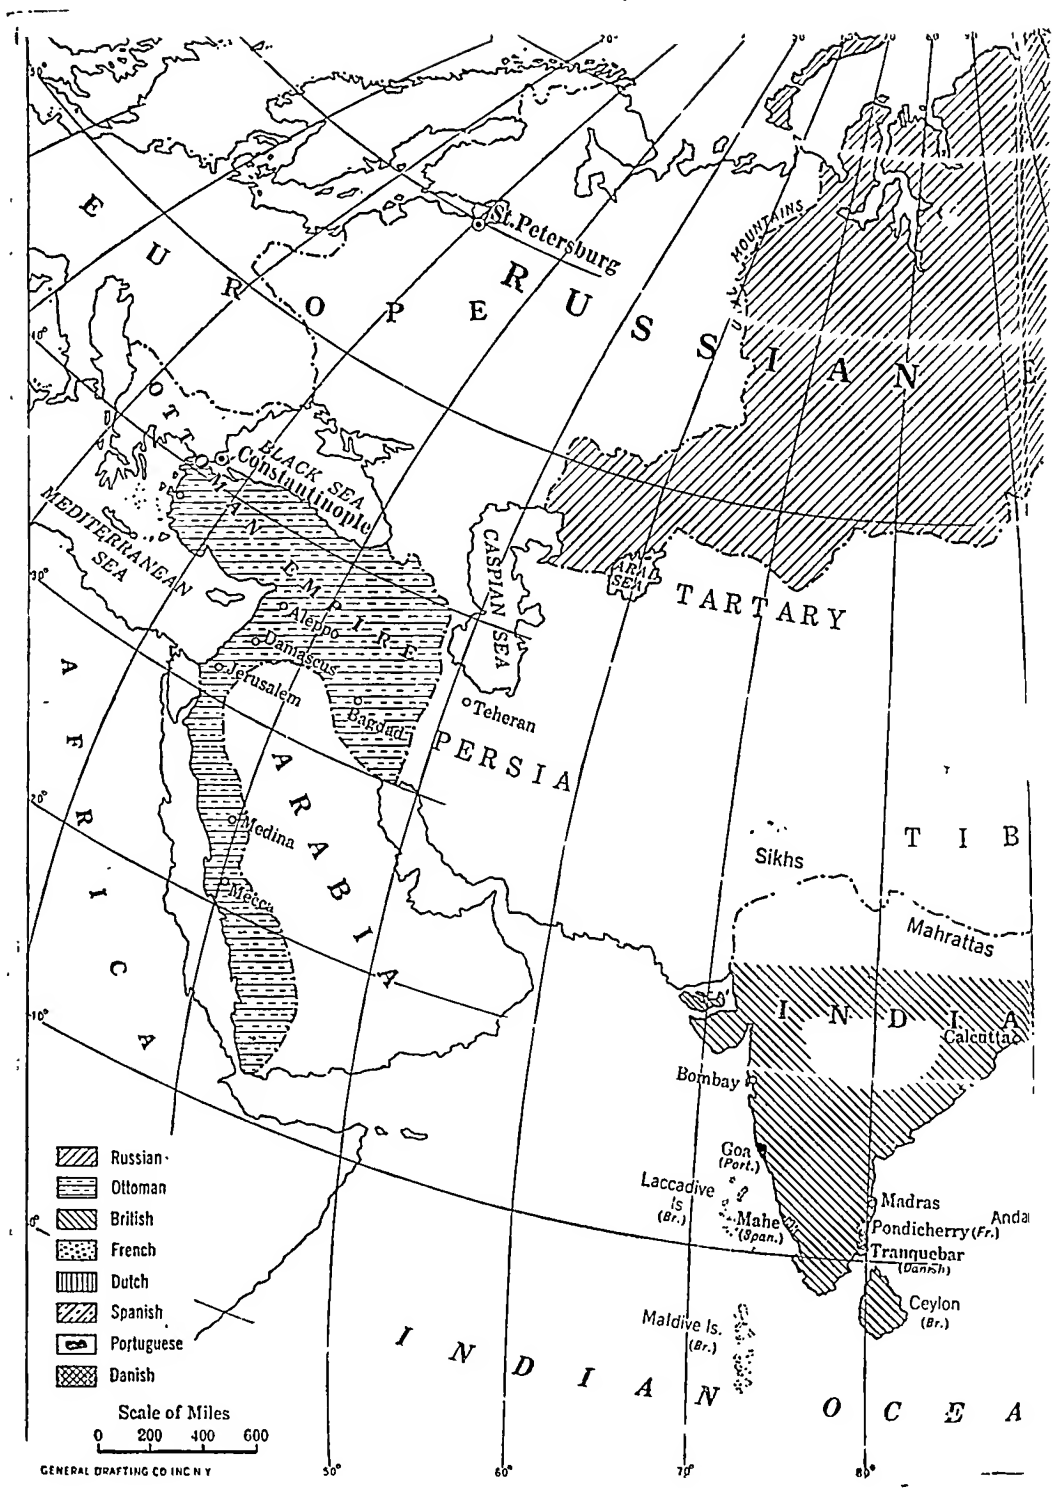 EUROPE
RUSSIAN
St. Petersburg
MOUNTAINS
OTTOMAN EMPIRE
BLACK SEA
Constantinople
MEDITERRANEAN
SEA
CASPIAN SEA
ARAL
SEA
TARTARY
Aleppo
Damascus
Jerusalem
Bagdad
Teheran
PERSIA
ARABIA
AFRICA
Medina
Mecca
TIB
Sikhs
Mahrattas
INDIA
Calcutta
Bombay
Goa
(Port.)
Laccadive
Is
(Br.)
Mahe
(Span.)
Madras
Pondicherry (Fr.)
Anda
Tranquebar
(Danish)
Ceylon
(Br.)
Maldive Is.
(Br.)
INDIAN OCEA
Russian
Ottoman
British
French
Dutch
Spanish
Portuguese
Danish
Scale of Miles
0 200 400 600
GENERAL DRAFTING CO INC N Y
40°
30°
20°
10°
0°
50°
60°
70°
80°